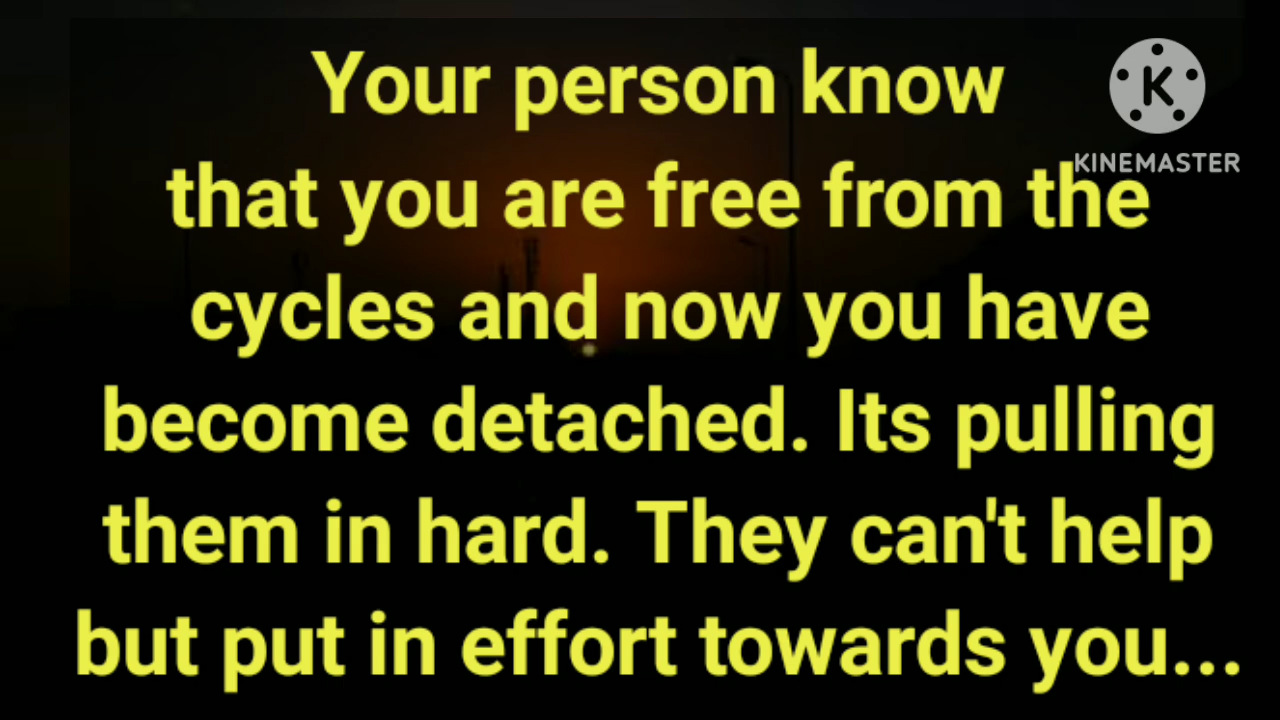 Your person know
KINEMASTER
that you are free from the
cycles and now you have
become detached. Its pulling
them in hard. They can't help
but put in effort towards you...